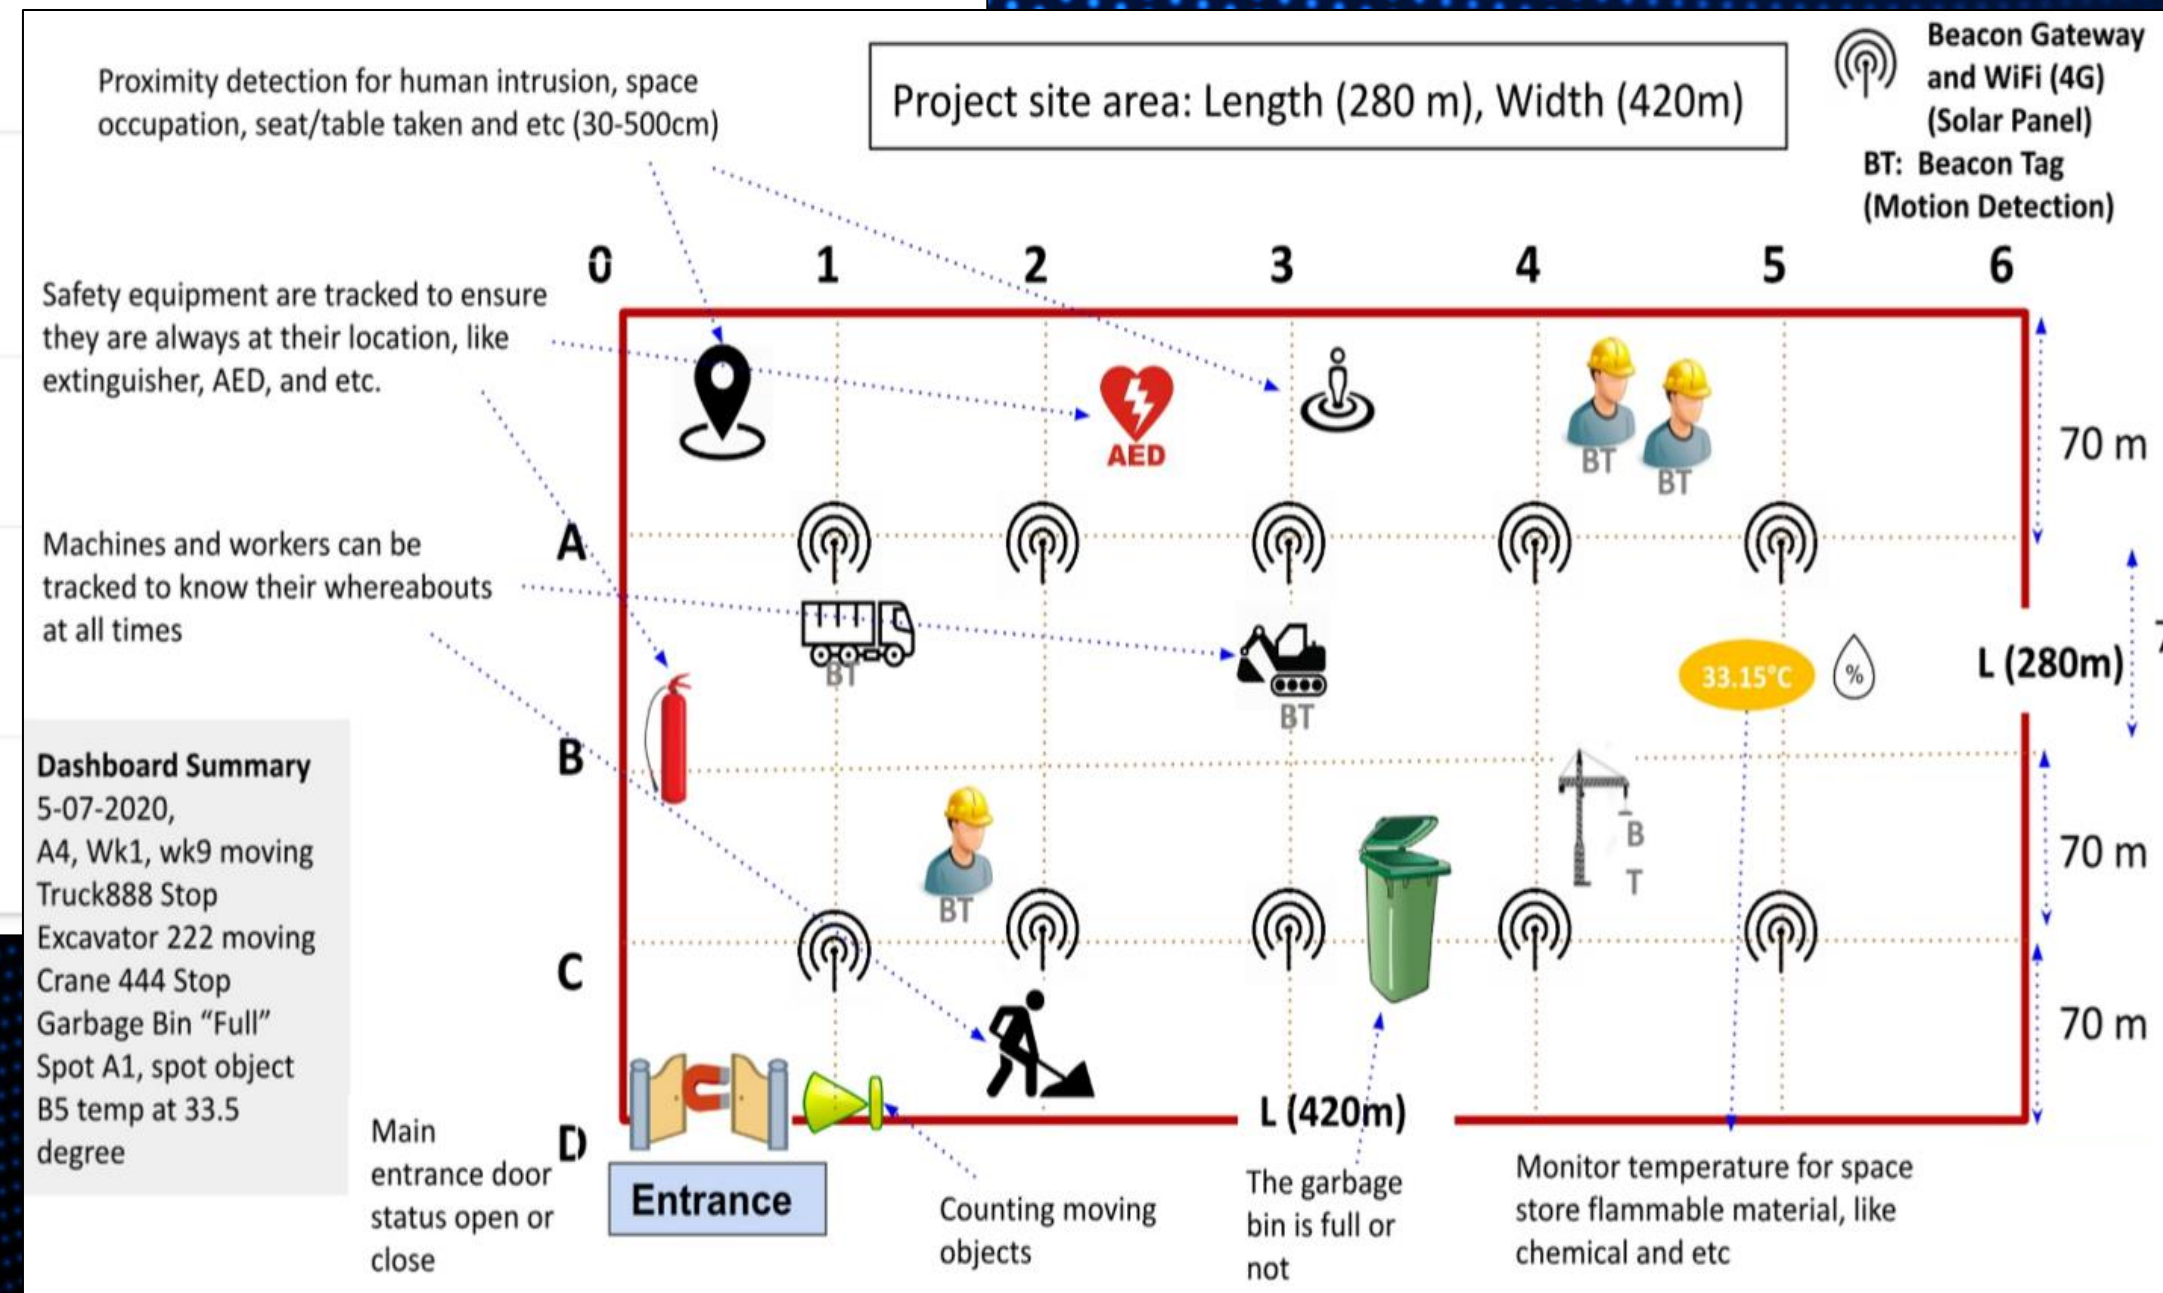 Proximity detection for human intrusion, space
occupation, seat/table taken and etc (30-500cm)
Project site area: Length (280 m), Width (420m)
Beacon Gateway
and WiFi (4G)
(Solar Panel)
BT: Beacon Tag
(Motion Detection)
0 1 2 3 4 5 6
Safety equipment are tracked to ensure
they are always at their location, like
extinguisher, AED, and etc.
AED
BT
BT
70 m
A
Machines and workers can be
tracked to know their whereabouts
at all times
BT
BT
33.15°C
%
L (280m)
B
B
T
BT
70 m
C
70 m
Dashboard Summary
5-07-2020,
A4, Wk1, wk9 moving
Truck888 Stop
Excavator 222 moving
Crane 444 Stop
Garbage Bin “Full”
Spot A1, spot object
B5 temp at 33.5
degree
D
L (420m)
Main
entrance door
status open or
close
Entrance
Counting moving
objects
The garbage
bin is full or
not
Monitor temperature for space
store flammable material, like
chemical and etc